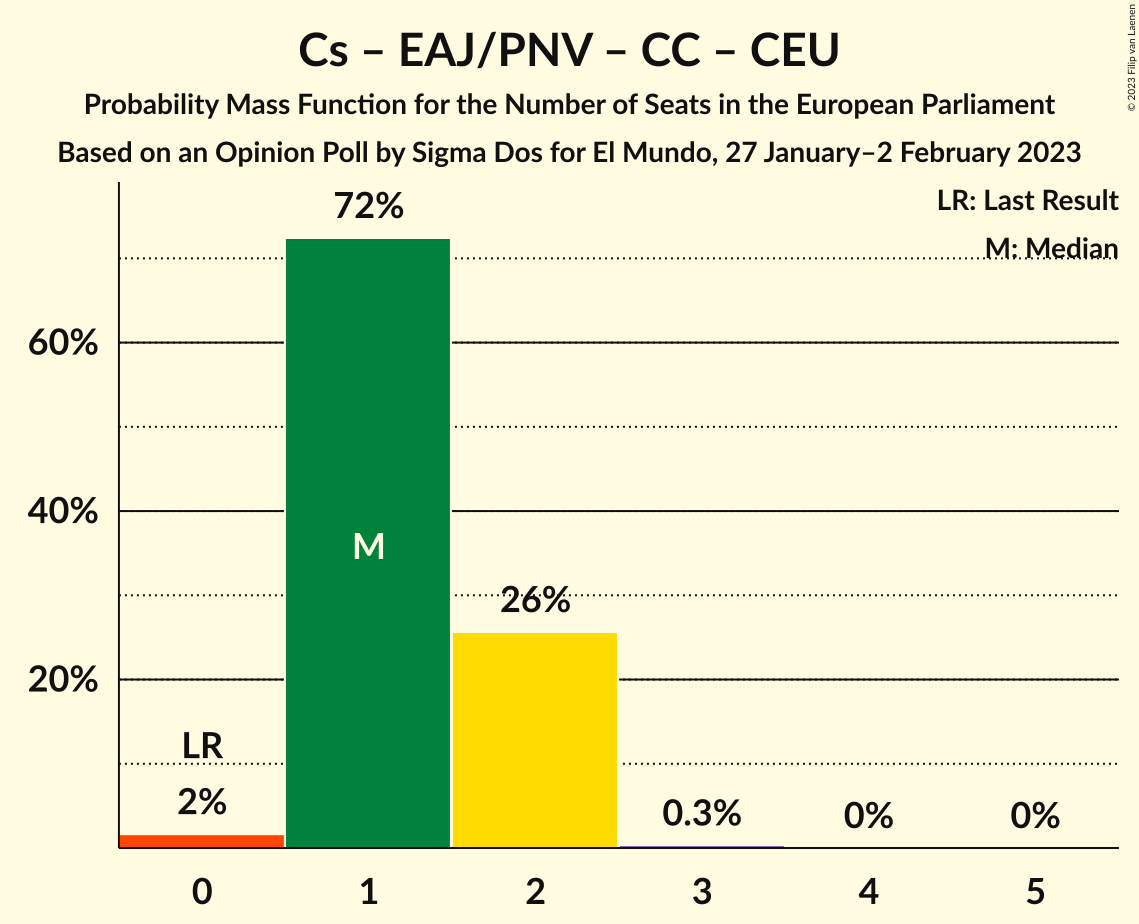 Cs – EAJ/PNV – CC – CEU
Probability Mass Function for the Number of Seats in the European Parliament
Based on an Opinion Poll by Sigma Dos for El Mundo, 27 January–2 February 2023
© 2023 Filip van Laenen
LR: Last Result
M: Median
72%
60%
40%
M
26%
20%
LR
2%
0.3%
0%
0%
0 1 2 3 4 5